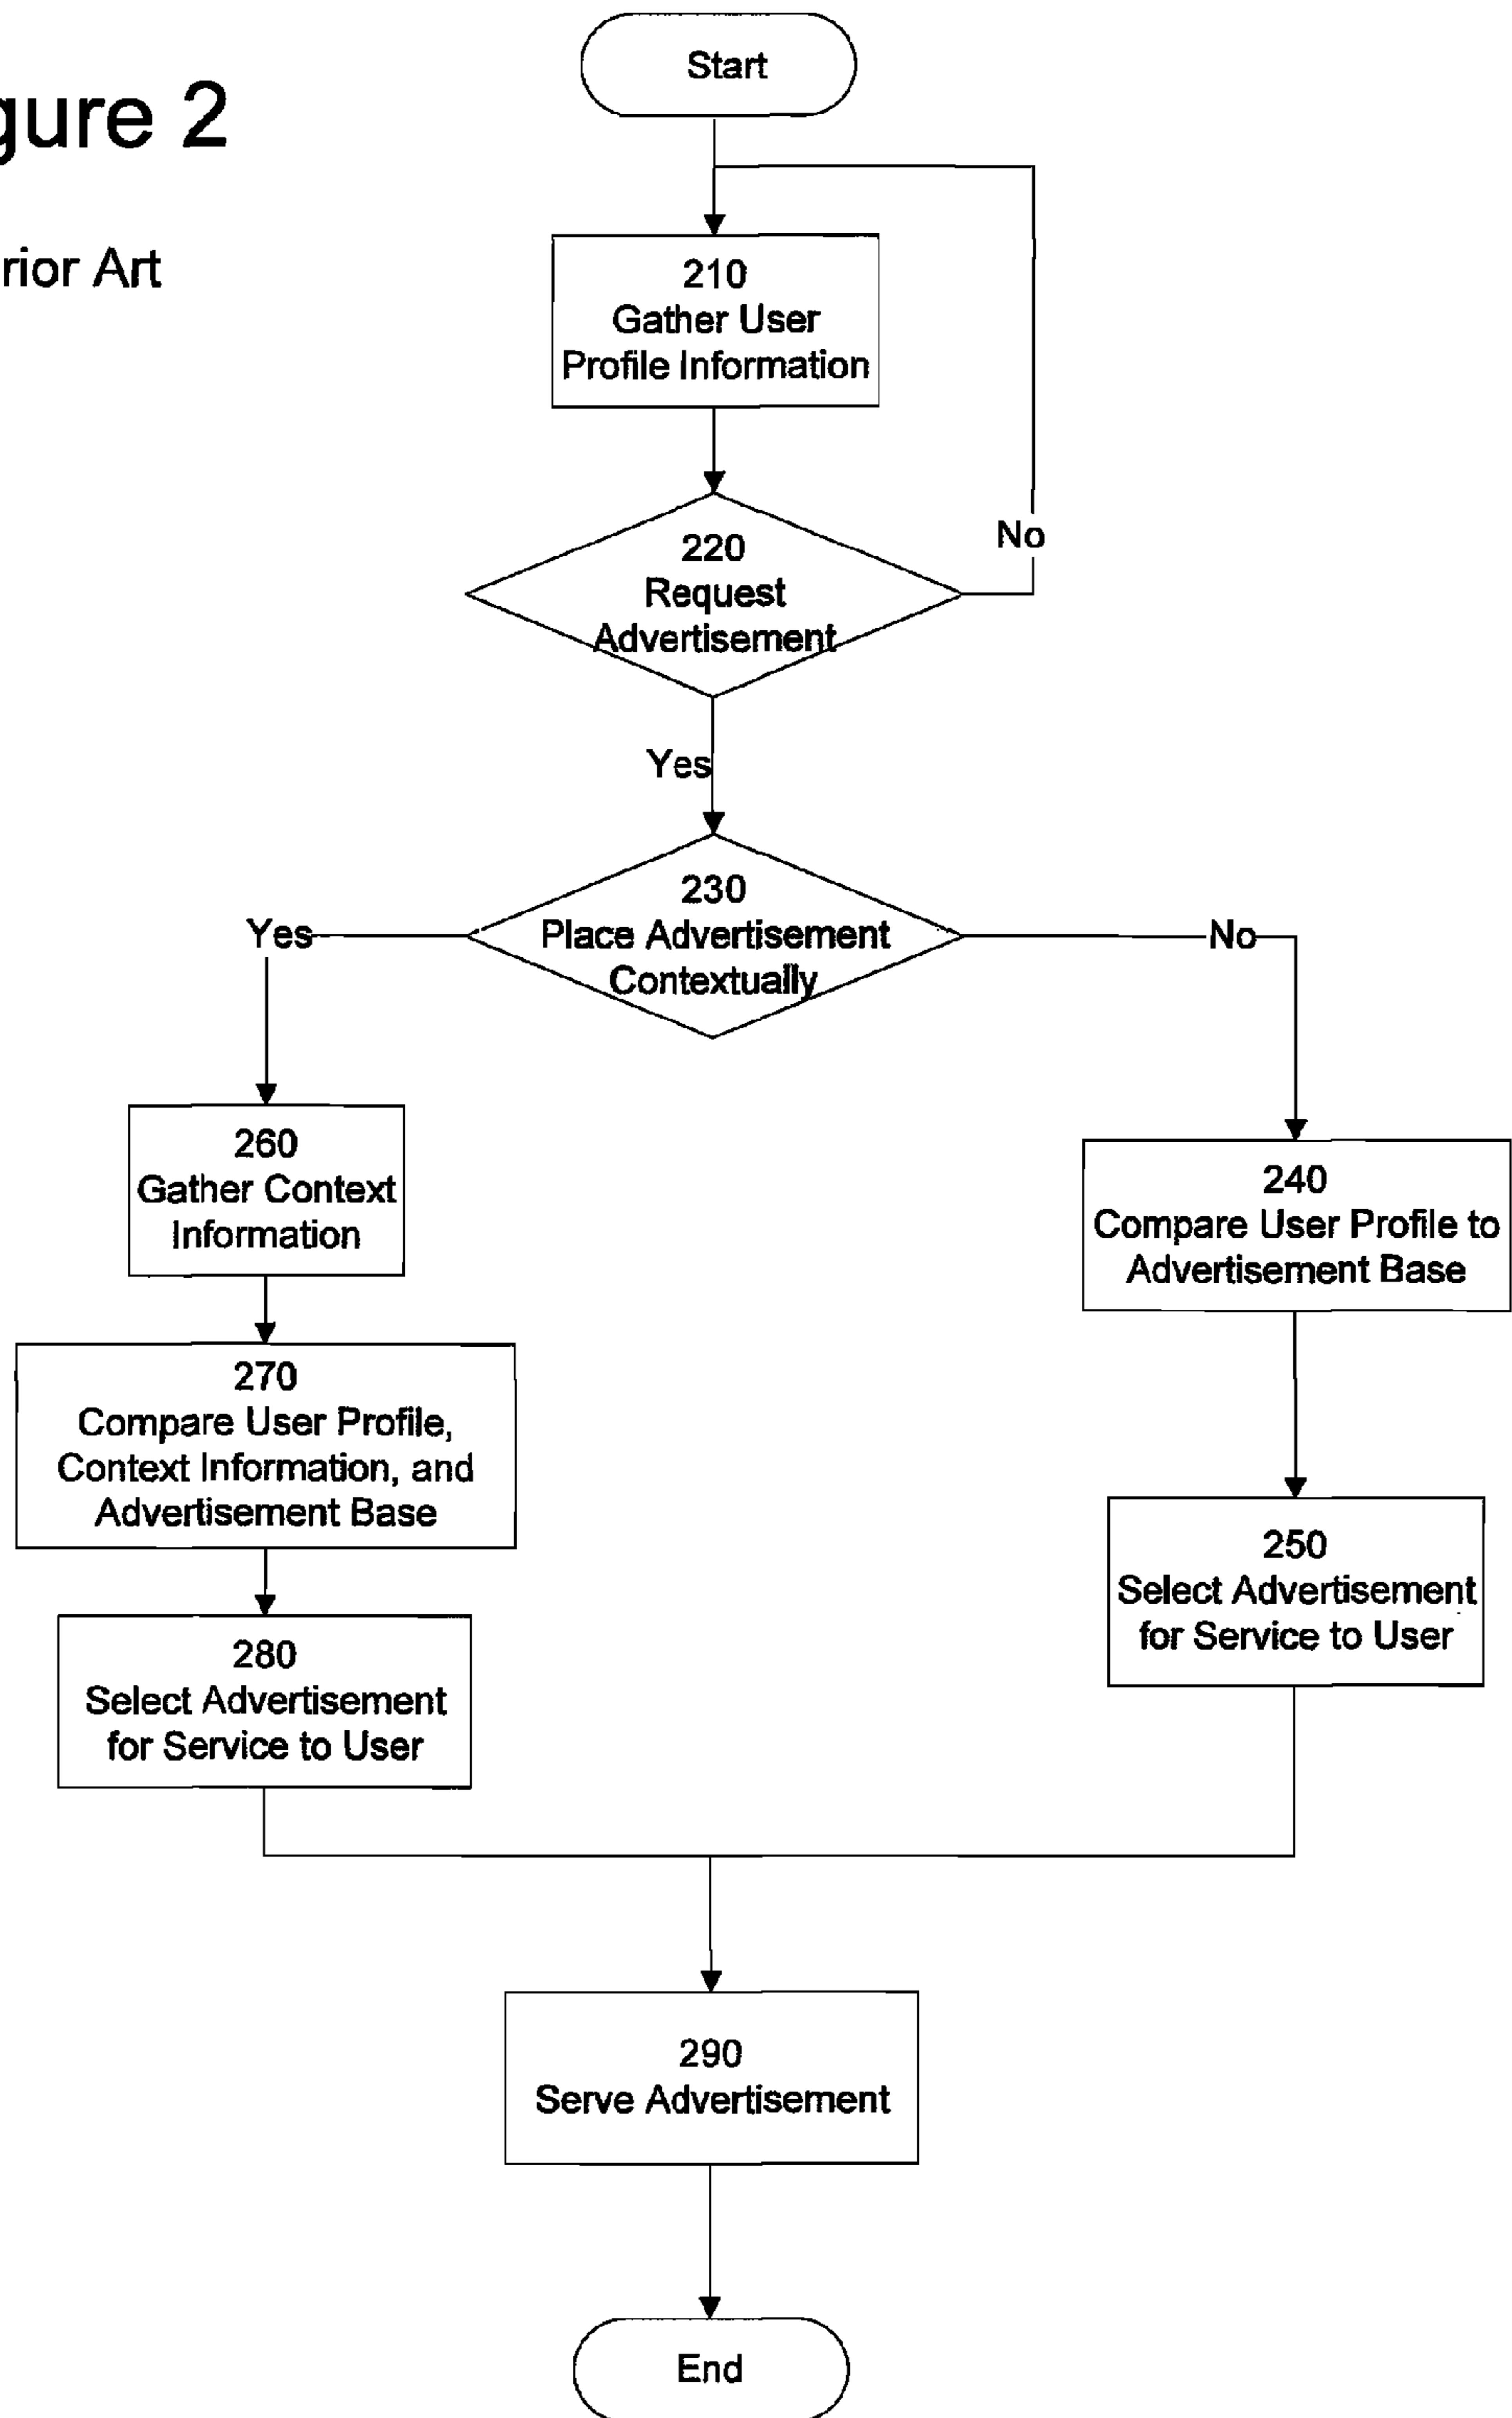 gure 2
rior Art
Start
210
Gather User
Profile Information
220
Request
Advertisement
No
Yes
230
Place Advertisement
Contextually
Yes
No
260
Gather Context
Information
240
Compare User Profile to
Advertisement Base
270
Compare User Profile,
Context Information, and
Advertisement Base
250
Select Advertisement
for Service to User
280
Select Advertisement
for Service to User
290
Serve Advertisement
End